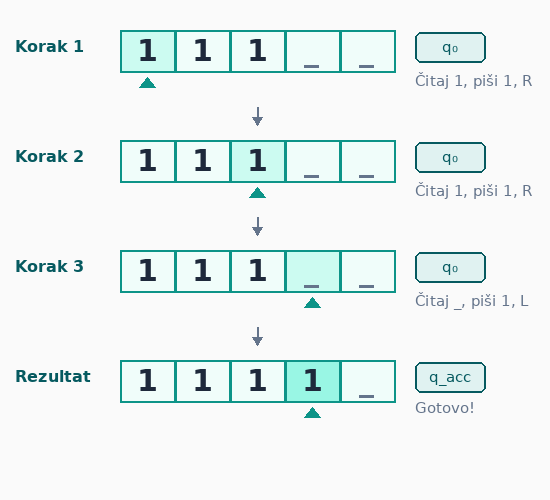 Korak 1 1 1 1 _ _ q₀
Čitaj 1, piši 1, R
Korak 2 1 1 1 _ _ q₀
Čitaj 1, piši 1, R
Korak 3 1 1 1 _ _ q₀
Čitaj _, piši 1, L
Rezultat 1 1 1 1 _ q_acc
Gotovo!